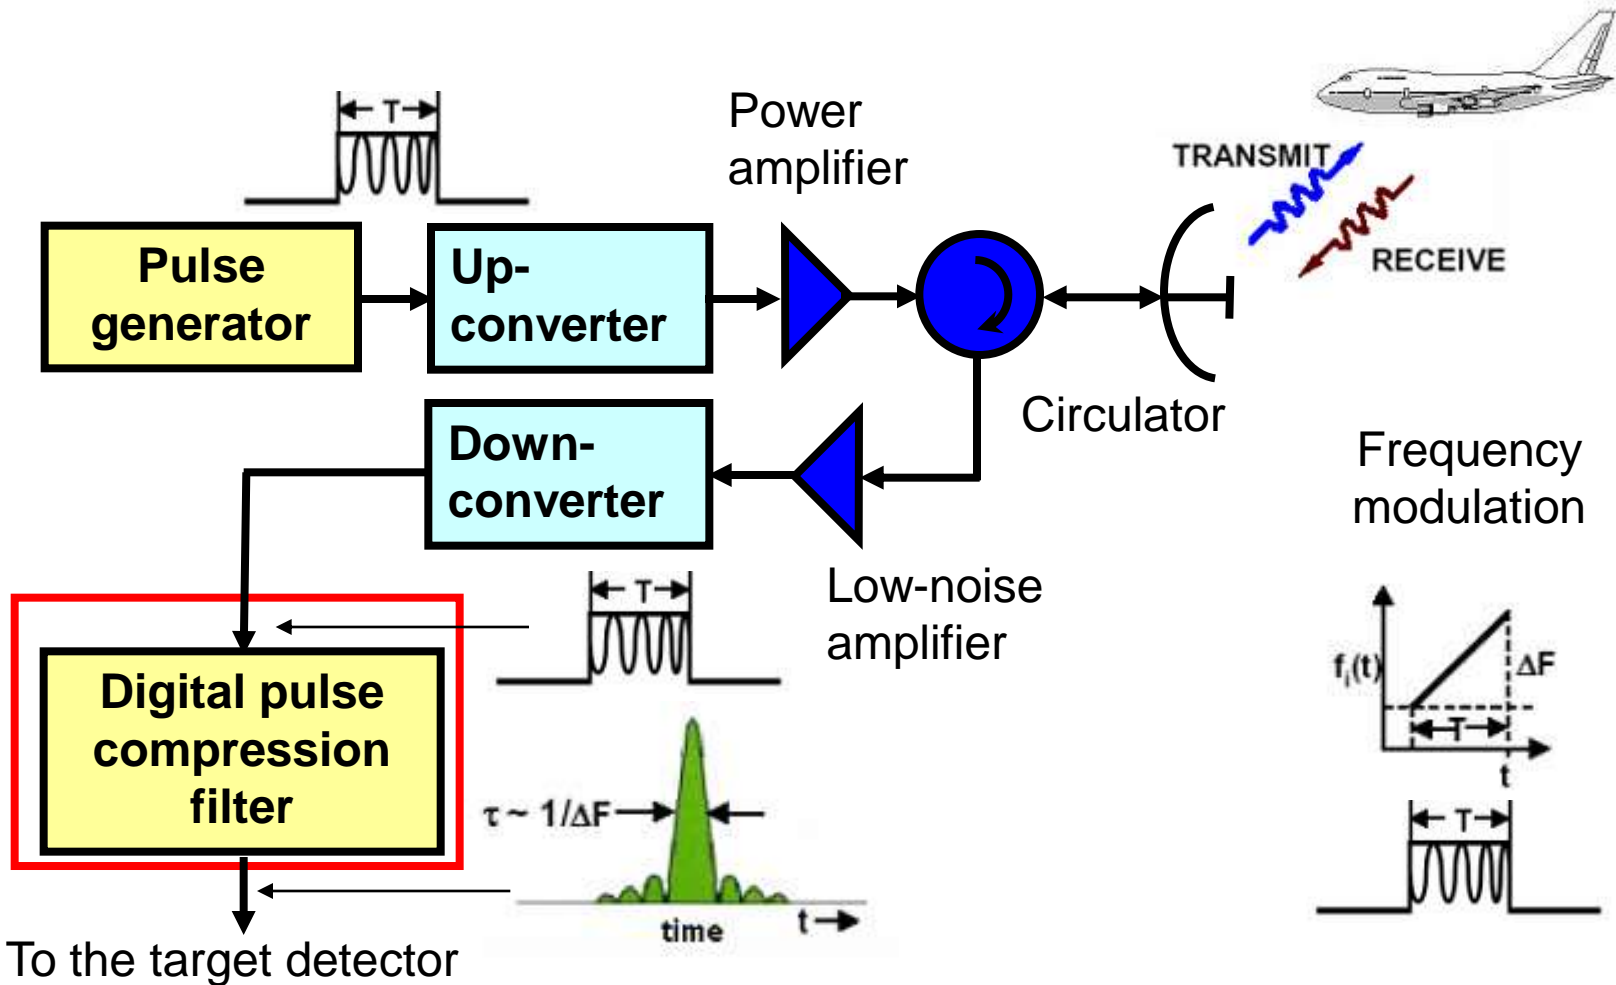 T
Power
amplifier
TRANSMIT
RECEIVE
Pulse
generator
Up-
converter
Circulator
Down-
converter
Frequency
modulation
T
Low-noise
amplifier
Digital pulse
compression
filter
τ ~ 1/ΔF
time
t
To the target detector
fᵢ(t)
ΔF
T
t
T